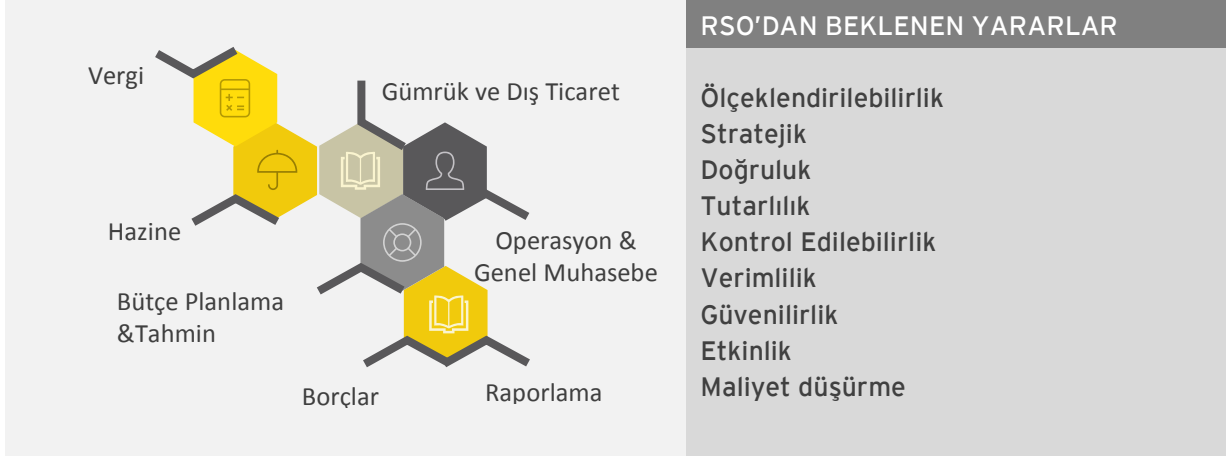 Vergi
Gümrük ve Dış Ticaret
Hazine
Operasyon &
Genel Muhasebe
Bütçe Planlama
&Tahmin
Borçlar
Raporlama
RSO’DAN BEKLENEN YARARLAR
Ölçeklendirilebilirlik
Stratejik
Doğruluk
Tutarlılık
Kontrol Edilebilirlik
Verimlilik
Güvenilirlik
Etkinlik
Maliyet düşürme